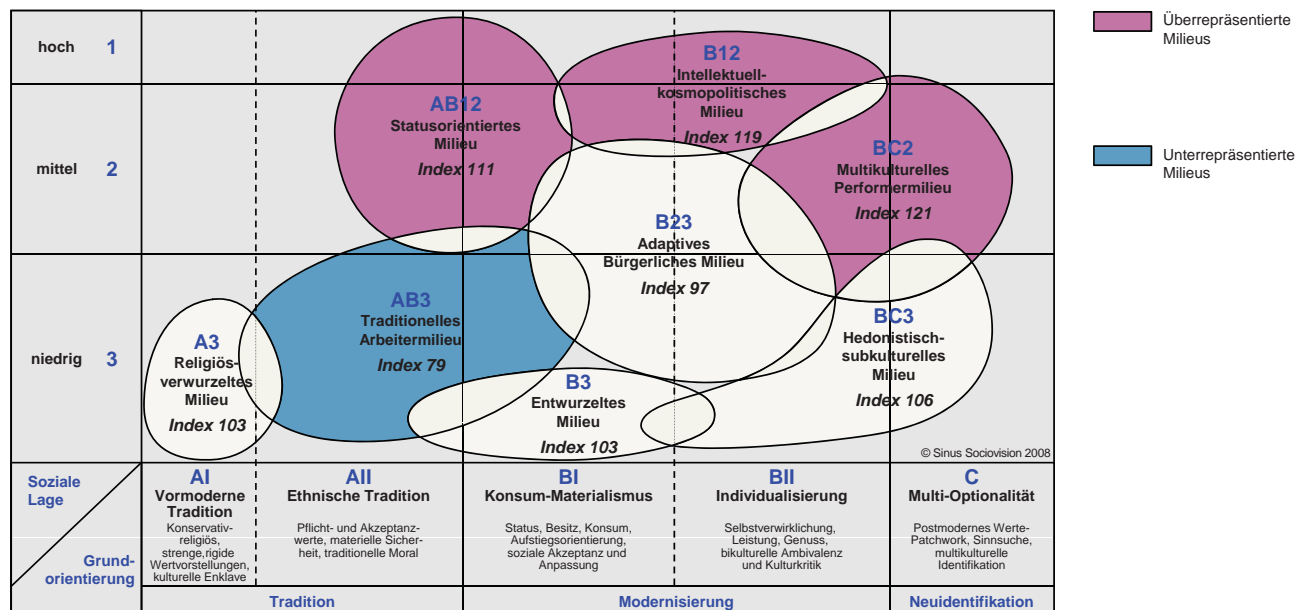 hoch 1
mittel 2
niedrig 3
AB12
Statusorientiertes
Milieu
Index 111
B12
Intellektuell-
kosmopolitisches
Milieu
Index 119
BC2
Multikulturelles
Performermilieu
Index 121
B23
Adaptives
Bürgerliches Milieu
Index 97
AB3
Traditionelles
Arbeitermilieu
Index 79
A3
Religiös-
verwurzeltes
Milieu
Index 103
B3
Entwurzeltes
Milieu
Index 103
BC3
Hedonistisch-
subkulturelles
Milieu
Index 106
© Sinus Sociovision 2008
Soziale
Lage
Grund-
orientierung
AI
Vormoderne
Tradition
Konservativ-
religiös,
strenge,rigide
Wertvorstellungen,
kulturelle Enklave
AII
Ethnische Tradition
Pflicht- und Akzeptanz-
werte, materielle Sicher-
heit, traditionelle Moral
BI
Konsum-Materialismus
Status, Besitz, Konsum,
Aufstiegsorientierung,
soziale Akzeptanz und
Anpassung
BII
Individualisierung
Selbstverwirklichung,
Leistung, Genuss,
bikulturelle Ambivalenz
und Kulturkritik
C
Multi-Optionalität
Postmodernes Werte-
Patchwork, Sinnsuche,
multikulturelle
Identifikation
Tradition
Modernisierung
Neuidentifikation
Überrepräsentierte
Milieus
Unterrepräsentierte
Milieus